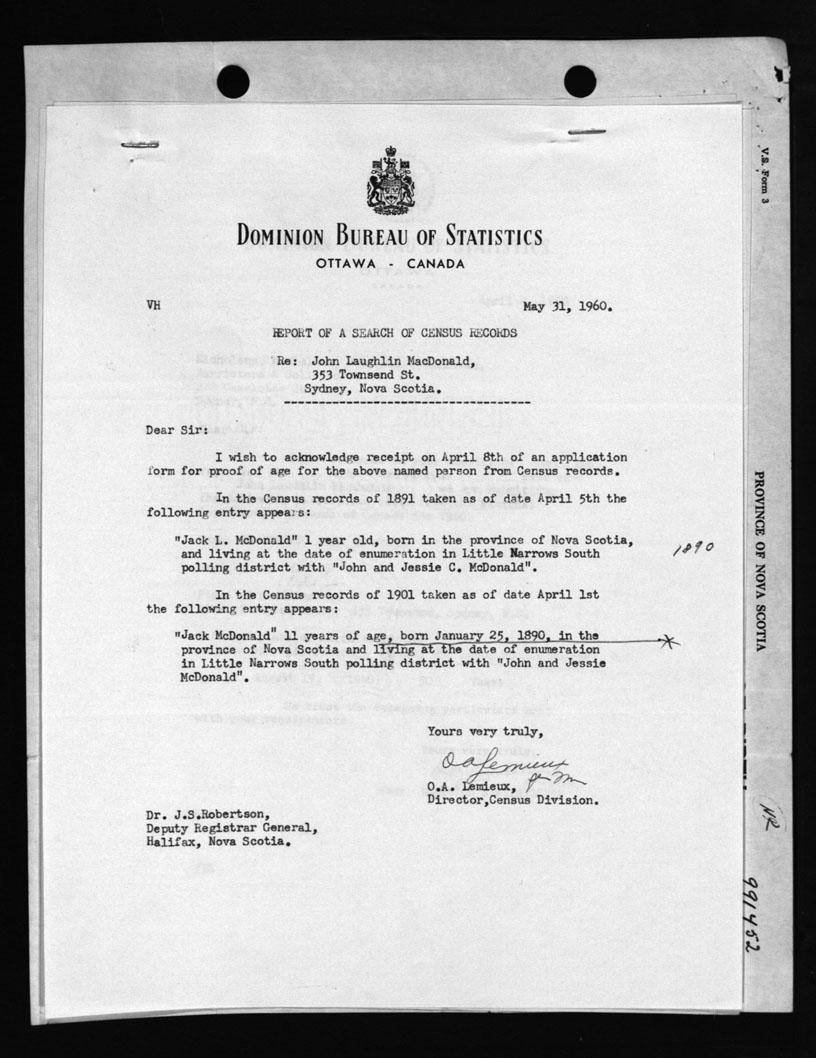 DOMINION BUREAU OF STATISTICS
OTTAWA - CANADA
VH
May 31, 1960.
REPORT OF A SEARCH OF CENSUS RECORDS
Re: John Laughlin MacDonald,
353 Townsend St.
Sydney, Nova Scotia.
Dear Sir:
I wish to acknowledge receipt on April 8th of an application
form for proof of age for the above named person from Census records.
In the Census records of 1891 taken as of date April 5th the
following entry appears:
"Jack L. McDonald" 1 year old, born in the province of Nova Scotia,
and living at the date of enumeration in Little Narrows South
polling district with "John and Jessie C. McDonald".
1890
In the Census records of 1901 taken as of date April 1st
the following entry appears:
"Jack McDonald" 11 years of age, born January 25, 1890, in the
province of Nova Scotia and living at the date of enumeration
in Little Narrows South polling district with "John and Jessie
McDonald".
Yours very truly,
O A Lemieux
O.A. Lemieux,
Director,Census Division.
Dr. J.S.Robertson,
Deputy Registrar General,
Halifax, Nova Scotia.
V.S. Form 3
PROVINCE OF NOVA SCOTIA
NR
991452